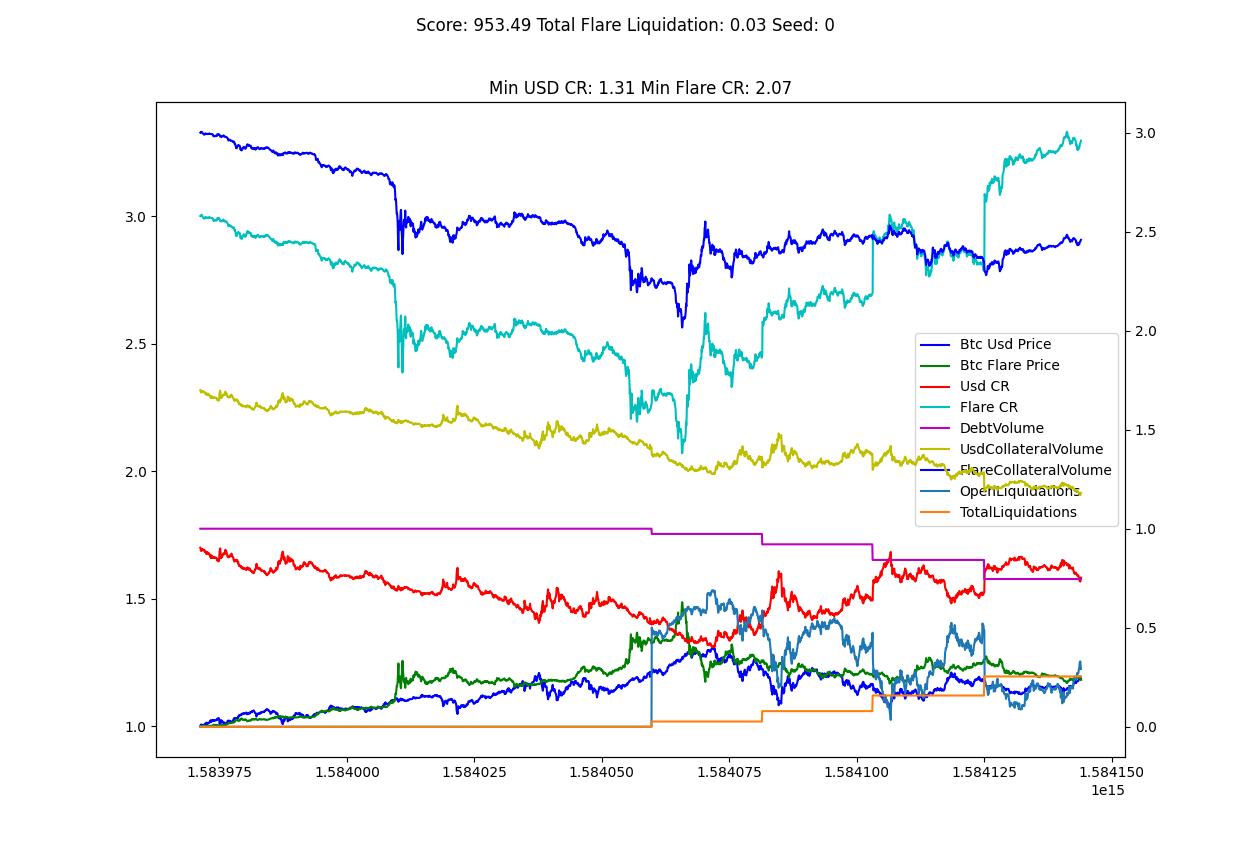 Score: 953.49 Total Flare Liquidation: 0.03 Seed: 0
Min USD CR: 1.31 Min Flare CR: 2.07
3.0
3.0
2.5
2.5
2.0
2.0
1.5
1.5
1.0
1.0
0.5
0.0
Btc Usd Price
Btc Flare Price
Usd CR
Flare CR
DebtVolume
UsdCollateralVolume
FlareCollateralVolume
OpenLiquidations
TotalLiquidations
1.583975 1.584000 1.584025 1.584050 1.584075 1.584100 1.584125 1.584150
1e15